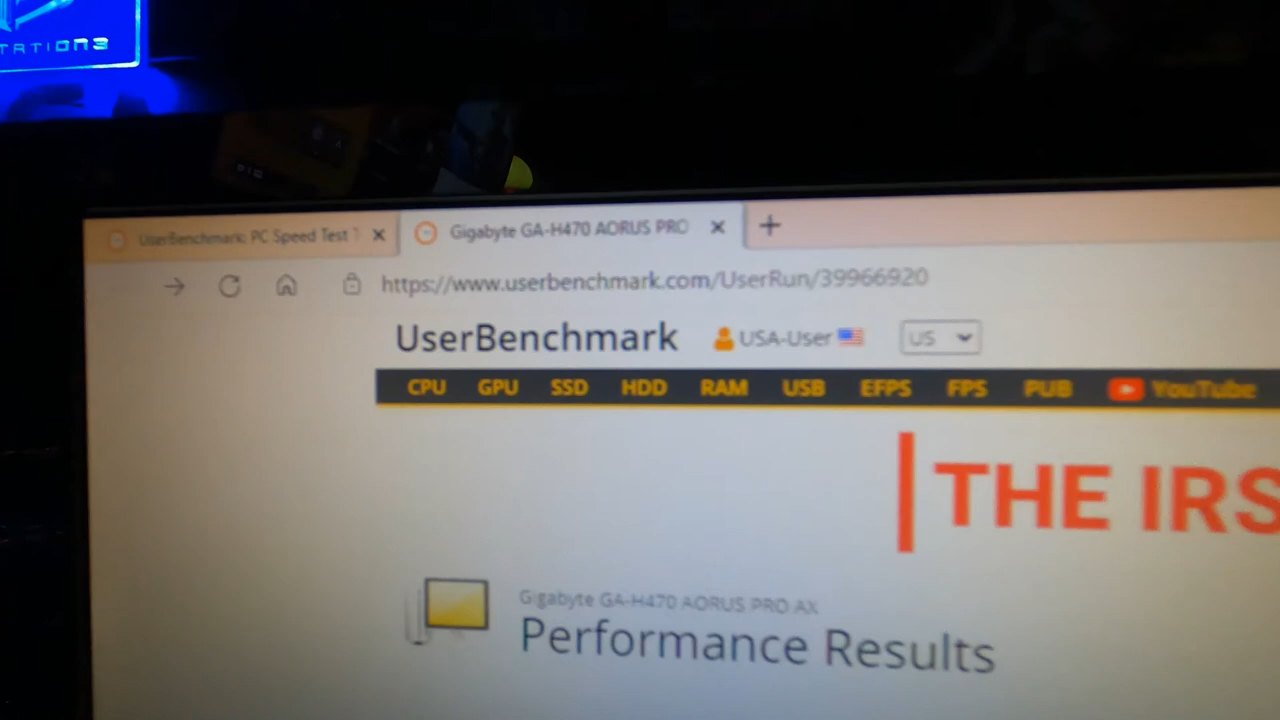 TATIONS
UserBenchmark: PC Speed Test
Gigabyte GA-H470 AORUS PRO
https://www.userbenchmark.com/UserRun/39966920
UserBenchmark USA-User US
CPU GPU SSD HDD RAM USB EFPS FPS PUB YouTube
THE IRS
Gigabyte GA-H470 AORUS PRO AX
Performance Results